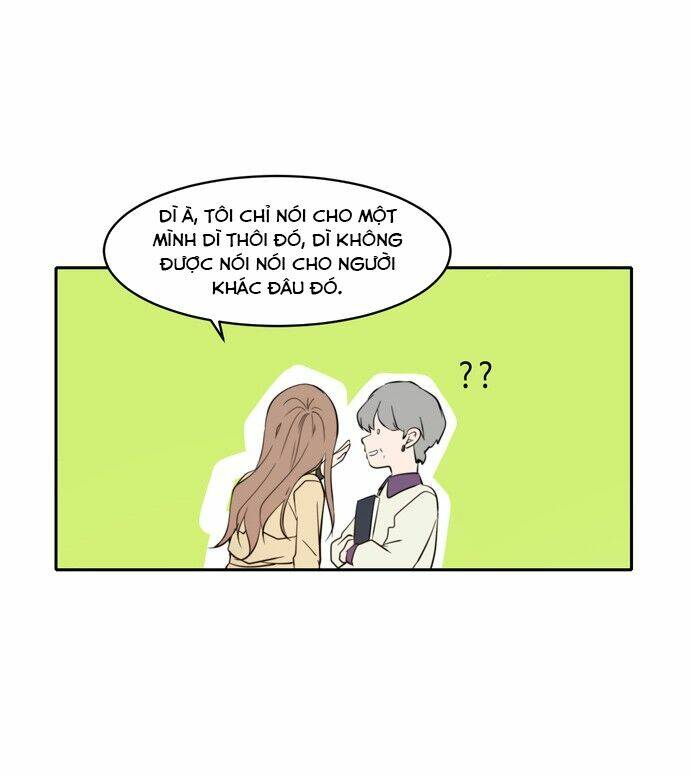 DÌ À, TÔI CHỈ NÓI CHO MỘT
MÌNH DÌ THÔI ĐÓ, DÌ KHÔNG
ĐƯỢC NÓI NÓI CHO NGƯỜI
KHÁC ĐÂU ĐÓ.
??